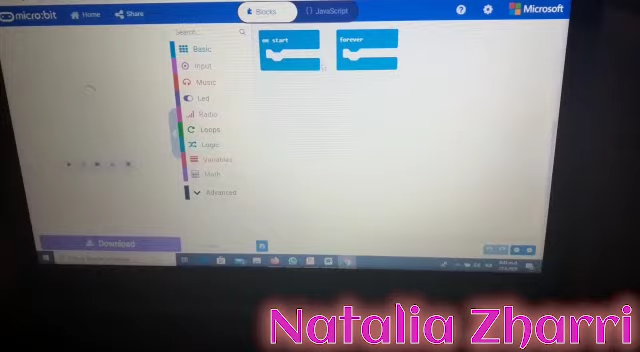 micro:bit Home Share Blocks {} JavaScript Microsoft
Search...
Basic
Input
Music
Led
Radio
Loops
Logic
Variables
Math
Advanced
on start forever
Download
Natalia Zharri